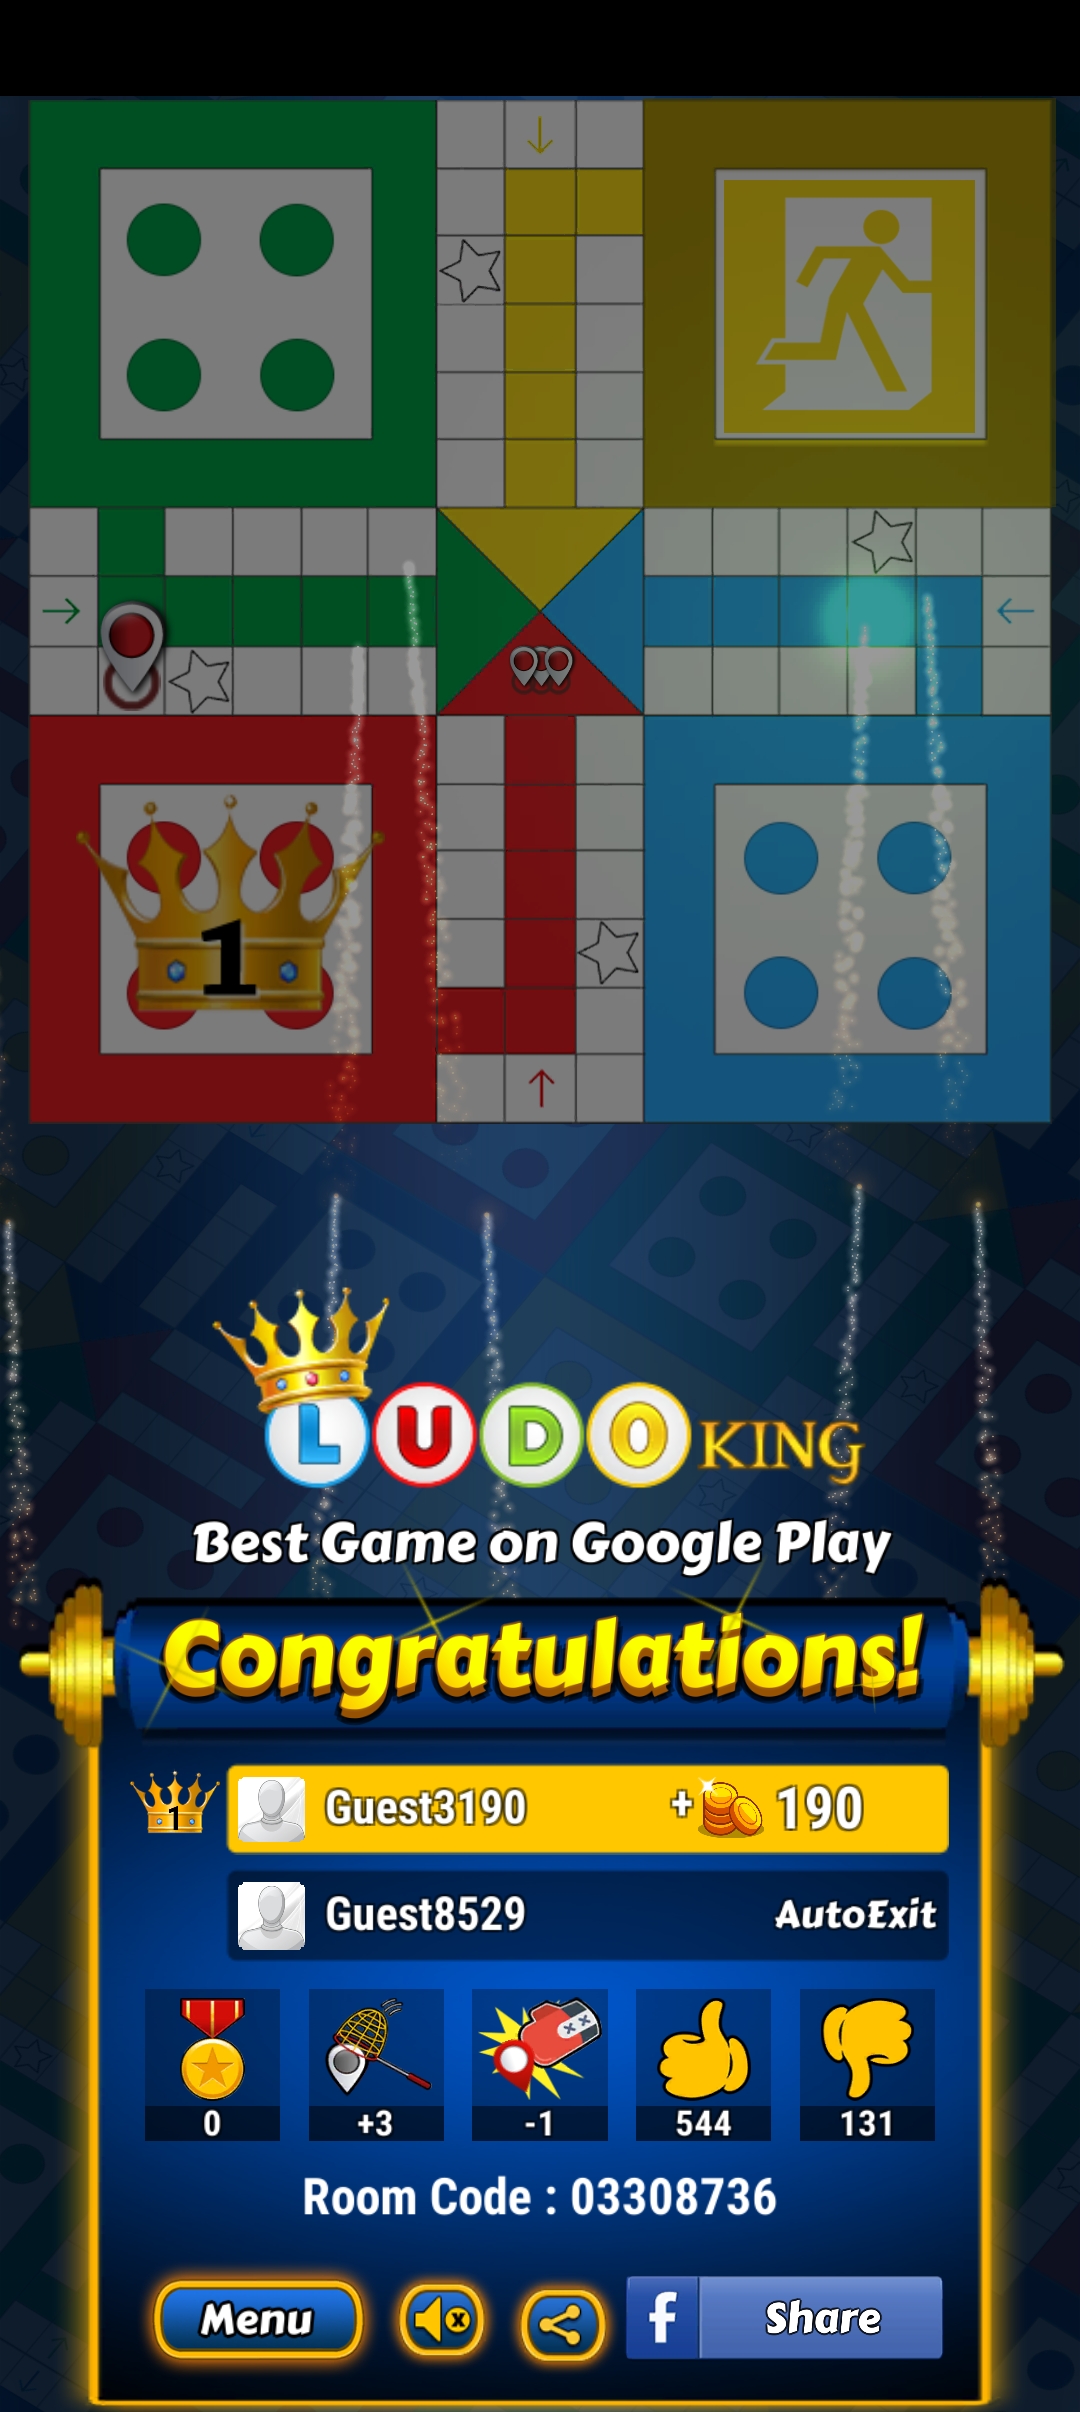 1
LUDO KING
Best Game on Google Play
Congratulations!
1 Guest3190 + 190
Guest8529 AutoExit
0 +3 -1 544 131
Room Code : 03308736
Menu x f Share